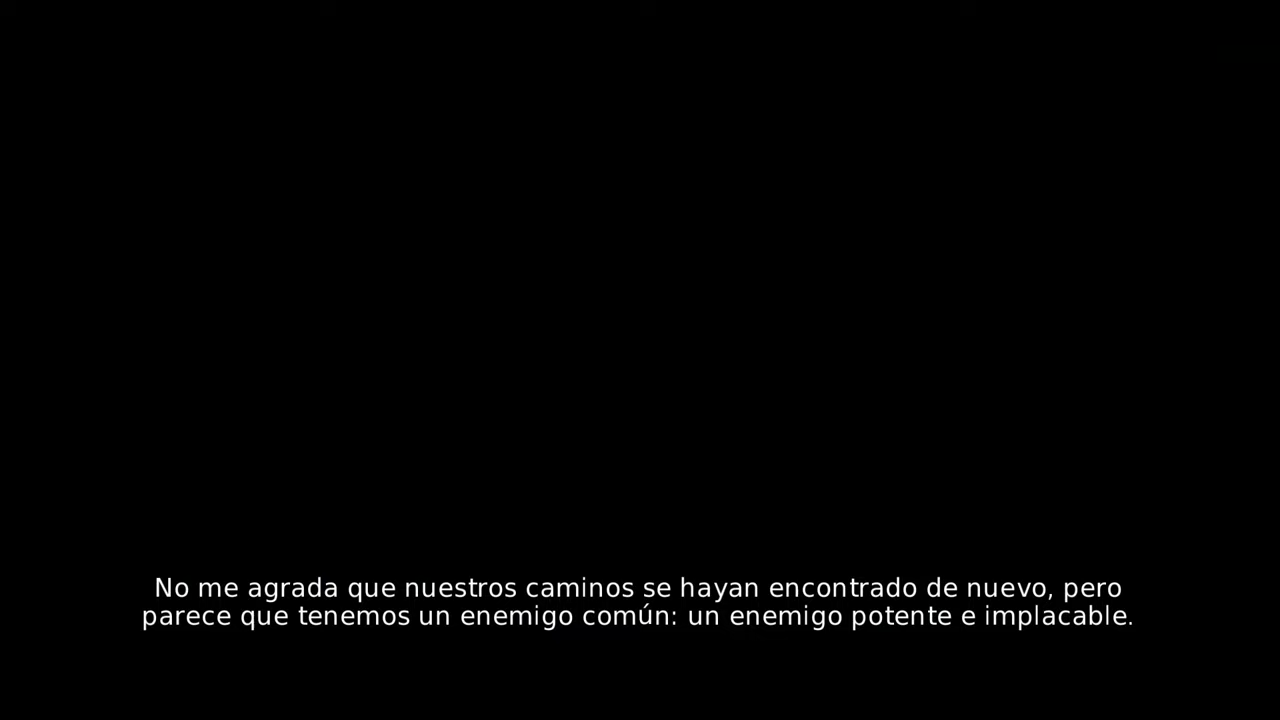 No me agrada que nuestros caminos se hayan encontrado de nuevo, pero
parece que tenemos un enemigo común: un enemigo potente e implacable.